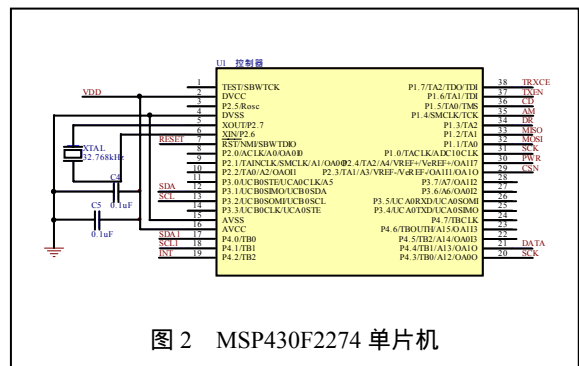 U1 控制器
1 TEST/SBWTCK P1.7/TA2/TDO/TDI 38 TRXCE
VDD 2 DVCC P1.6/TA1/TDI 37 TXEN
3 P2.5/Rosc P1.5/TA0/TMS 36 CD
4 DVSS P1.4/SMCLK/TCK 35 AM
5 XOUT/P2.7 P1.3/TA2 34 DR
6 XIN/P2.6 P1.2/TA1 33 MISO
RESET 7 RST/NMI/SBWTDIO P1.1/TA0 32 MOSI
8 P2.0/ACLK/A0/OA0I0 P1.0/TACLK/ADC10CLK 31 SCK
9 P2.1/TAINCLK/SMCLK/A1/OA0O P2.4/TA2/A4/VREF+/VeREF+/OA1I7 30 PWR
10 P2.2/TA0/A2/OA0I1 P2.3/TA1/A3/VREF-/VeREF-/OA1I1/OA1O 29 CSN
11 P3.0/UCB0STE/UCA0CLK/A5 P3.7/A7/OA1I2 28
SDA 12 P3.1/UCB0SIMO/UCB0SDA P3.6/A6/OA0I2 27
SCL 13 P3.2/UCB0SOMI/UCB0SCL P3.5/UCA0RXD/UCA0SOMI 26
14 P3.3/UCB0CLK/UCA0STE P3.4/UCA0TXD/UCA0SIMO 25
15 AVSS P4.7/TBCLK 24
16 AVCC P4.6/TBOUTH/A15/OA1I3 23
SDA1 17 P4.0/TB0 P4.5/TB2/A14/OA0I3 22
SCL1 18 P4.1/TB1 P4.4/TB1/A13/OA1O 21 DATA
INT 19 P4.2/TB2 P4.3/TB0/A12/OA0O 20 SCK
XTAL
32.768kHz
C4
0.1uF
C5
0.1uF
图 2 MSP430F2274 单片机